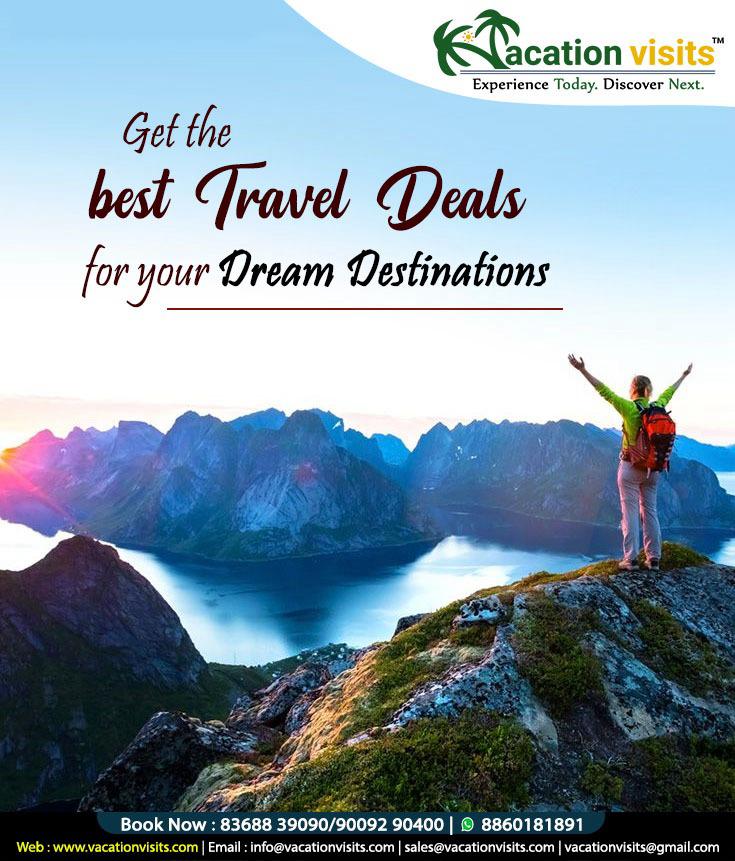 Vacation visits™
Experience Today. Discover Next.
Get the
best Travel Deals
for your Dream Destinations
Book Now : 83688 39090/90092 90400 | 8860181891
Web : www.vacationvisits.com | Email : info@vacationvisits.com | sales@vacationvisits.com | vacationvisits@gmail.com